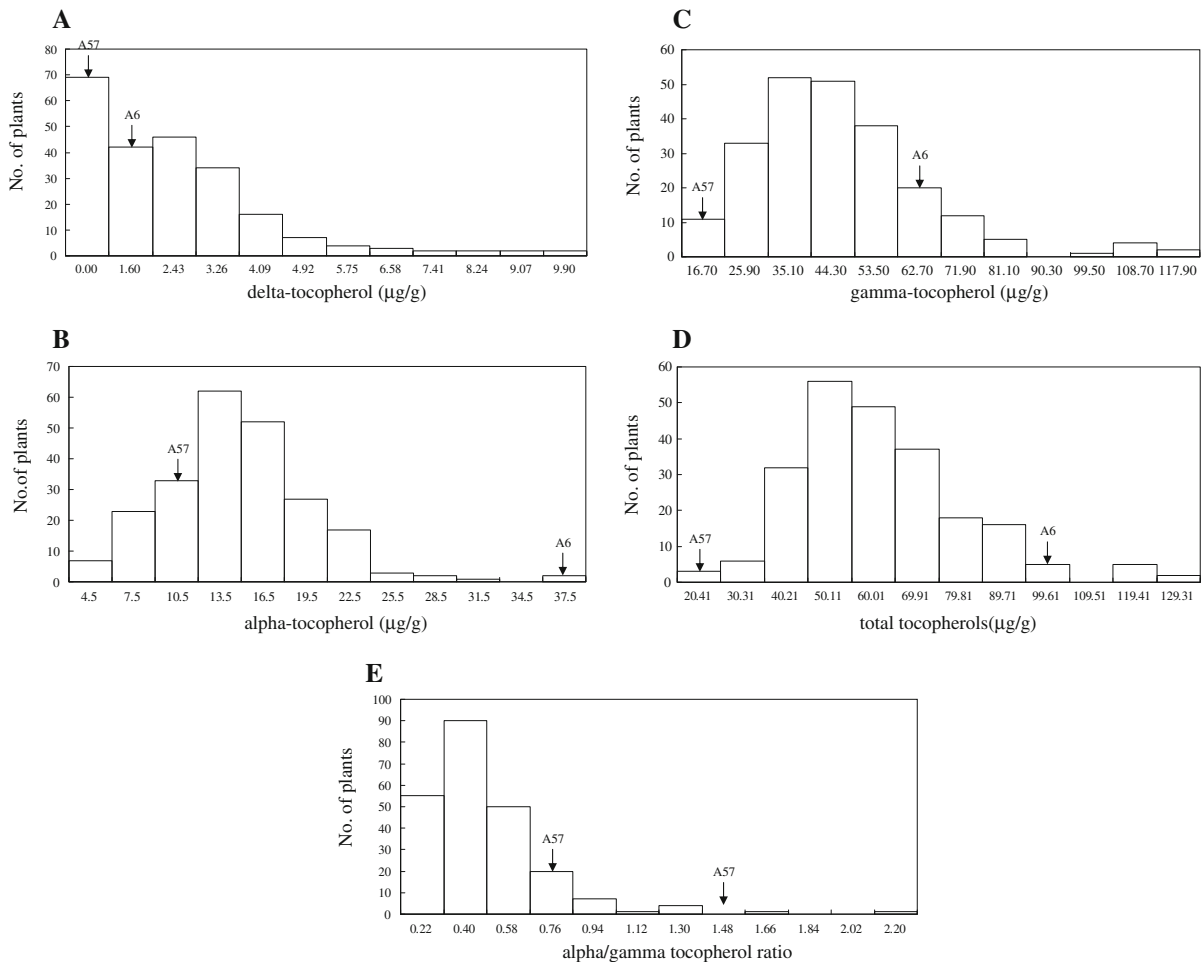 A
A57
A6
80
70
60
50
40
30
20
10
0
No. of plants
0.00 1.60 2.43 3.26 4.09 4.92 5.75 6.58 7.41 8.24 9.07 9.90
delta-tocopherol (µg/g)
C
A57
A6
60
50
40
30
20
10
0
No. of plants
16.70 25.90 35.10 44.30 53.50 62.70 71.90 81.10 90.30 99.50 108.70 117.90
gamma-tocopherol (µg/g)
B
A57
A6
70
60
50
40
30
20
10
0
No.of plants
4.5 7.5 10.5 13.5 16.5 19.5 22.5 25.5 28.5 31.5 34.5 37.5
alpha-tocopherol (µg/g)
D
A57
A6
60
50
40
30
20
10
0
No. of plants
20.41 30.31 40.21 50.11 60.01 69.91 79.81 89.71 99.61 109.51 119.41 129.31
total tocopherols(µg/g)
E
A57
A57
100
90
80
70
60
50
40
30
20
10
0
No. of plants
0.22 0.40 0.58 0.76 0.94 1.12 1.30 1.48 1.66 1.84 2.02 2.20
alpha/gamma tocopherol ratio